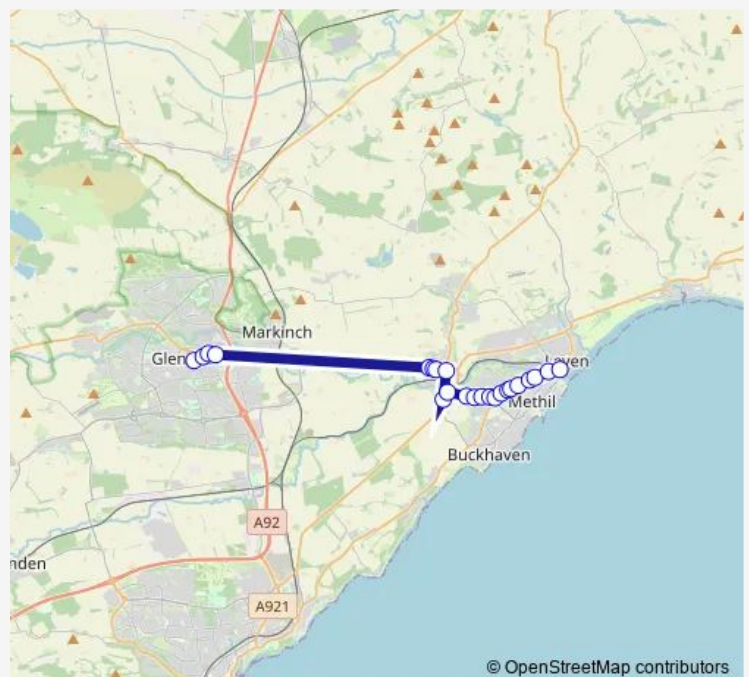 Markinch
Glen
Leven
Methil
Buckhaven
A92
nden
A921
© OpenStreetMap contributors